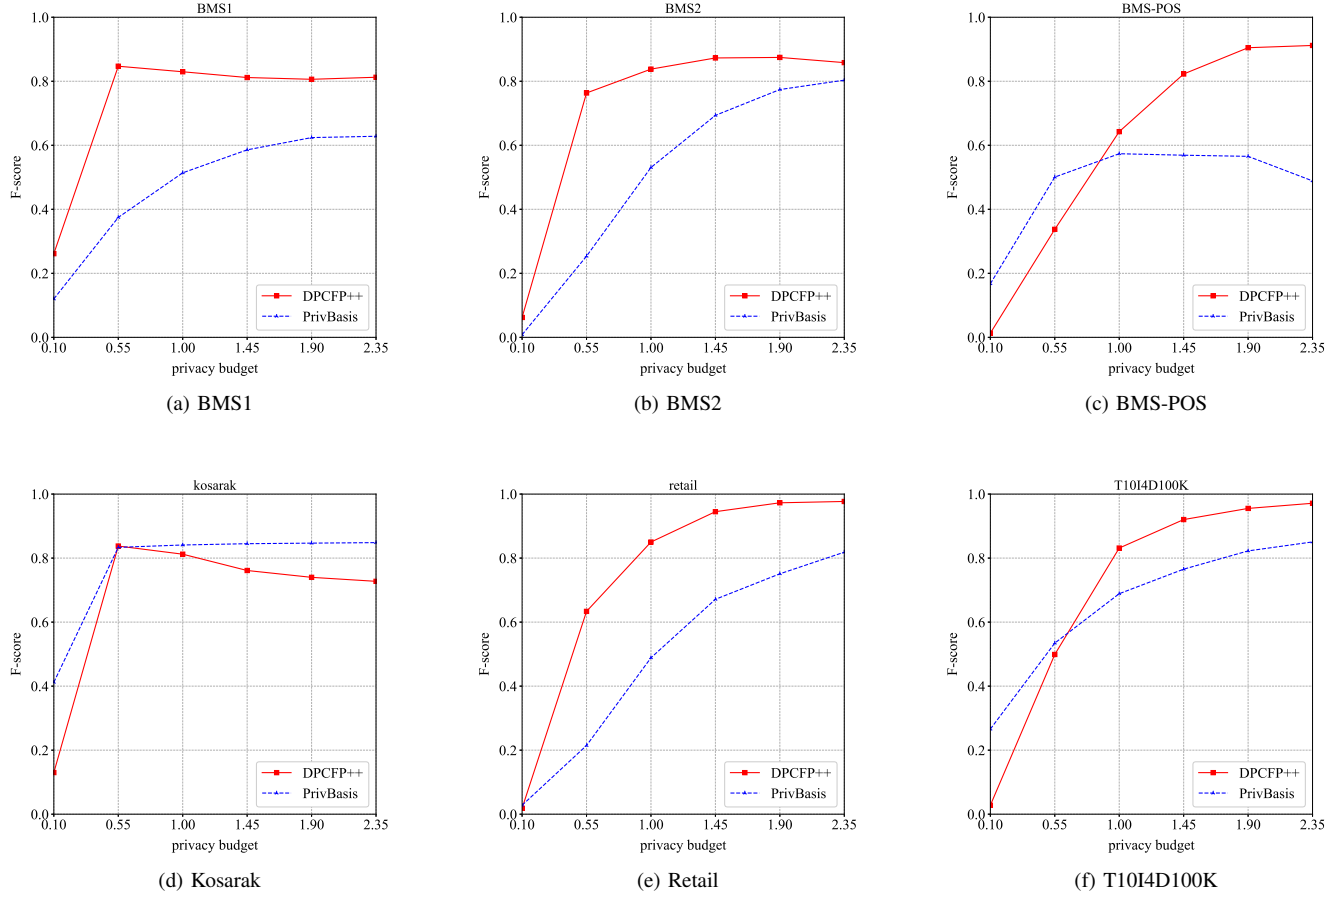 BMS1
1.0
0.8
0.6
0.4
0.2
0.0
F-score
0.10 0.55 1.00 1.45 1.90 2.35
privacy budget
DPCFP++
PrivBasis
(a) BMS1
BMS2
1.0
0.8
0.6
0.4
0.2
0.0
F-score
0.10 0.55 1.00 1.45 1.90 2.35
privacy budget
DPCFP++
PrivBasis
(b) BMS2
BMS-POS
1.0
0.8
0.6
0.4
0.2
0.0
F-score
0.10 0.55 1.00 1.45 1.90 2.35
privacy budget
DPCFP++
PrivBasis
(c) BMS-POS
kosarak
1.0
0.8
0.6
0.4
0.2
0.0
F-score
0.10 0.55 1.00 1.45 1.90 2.35
privacy budget
DPCFP++
PrivBasis
(d) Kosarak
retail
1.0
0.8
0.6
0.4
0.2
0.0
F-score
0.10 0.55 1.00 1.45 1.90 2.35
privacy budget
DPCFP++
PrivBasis
(e) Retail
T10I4D100K
1.0
0.8
0.6
0.4
0.2
0.0
F-score
0.10 0.55 1.00 1.45 1.90 2.35
privacy budget
DPCFP++
PrivBasis
(f) T10I4D100K